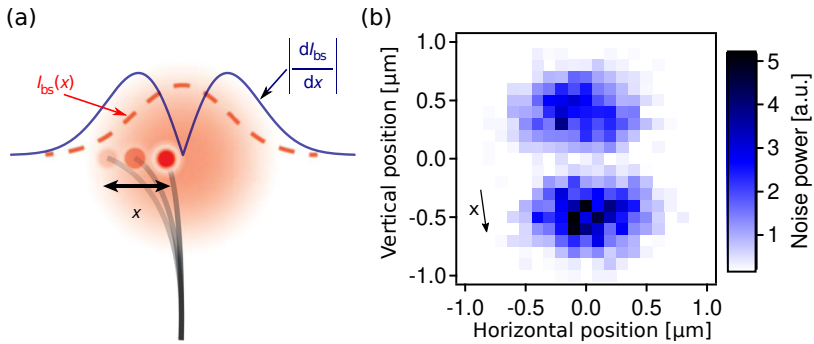 (a)
I_bs(x)
|dI_bs/dx|
x
(b)
Vertical position [µm]
1.0
0.5
0.0
-0.5
-1.0
x
-1.0 -0.5 0.0 0.5 1.0
Horizontal position [µm]
5
4
3
2
1
Noise power [a.u.]